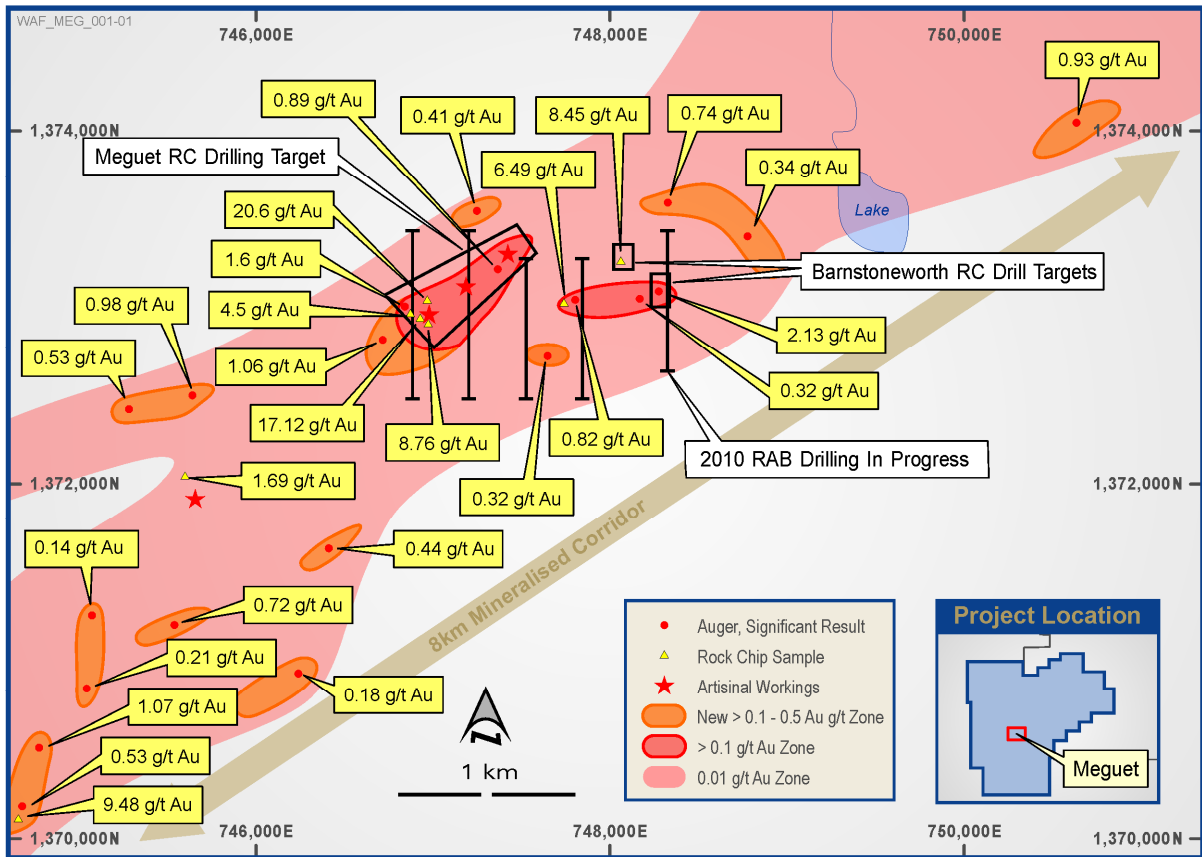 WAF_MEG_001-01
746,000E
748,000E
750,000E
0.93 g/t Au
0.89 g/t Au
0.41 g/t Au
8.45 g/t Au
0.74 g/t Au
1,374,000N
1,374,000N
Meguet RC Drilling Target
6.49 g/t Au
0.34 g/t Au
20.6 g/t Au
Lake
1.6 g/t Au
Barnstoneworth RC Drill Targets
0.98 g/t Au
4.5 g/t Au
2.13 g/t Au
0.53 g/t Au
1.06 g/t Au
0.32 g/t Au
17.12 g/t Au
8.76 g/t Au
0.82 g/t Au
2010 RAB Drilling In Progress
1.69 g/t Au
0.32 g/t Au
1,372,000N
1,372,000N
0.14 g/t Au
0.44 g/t Au
8km Mineralised Corridor
0.72 g/t Au
0.21 g/t Au
0.18 g/t Au
1.07 g/t Au
0.53 g/t Au
9.48 g/t Au
N
1 km
Auger, Significant Result
Rock Chip Sample
Artisinal Workings
New > 0.1 - 0.5 Au g/t Zone
> 0.1 g/t Au Zone
0.01 g/t Au Zone
Project Location
Meguet
1,370,000N
746,000E
748,000E
750,000E
1,370,000N